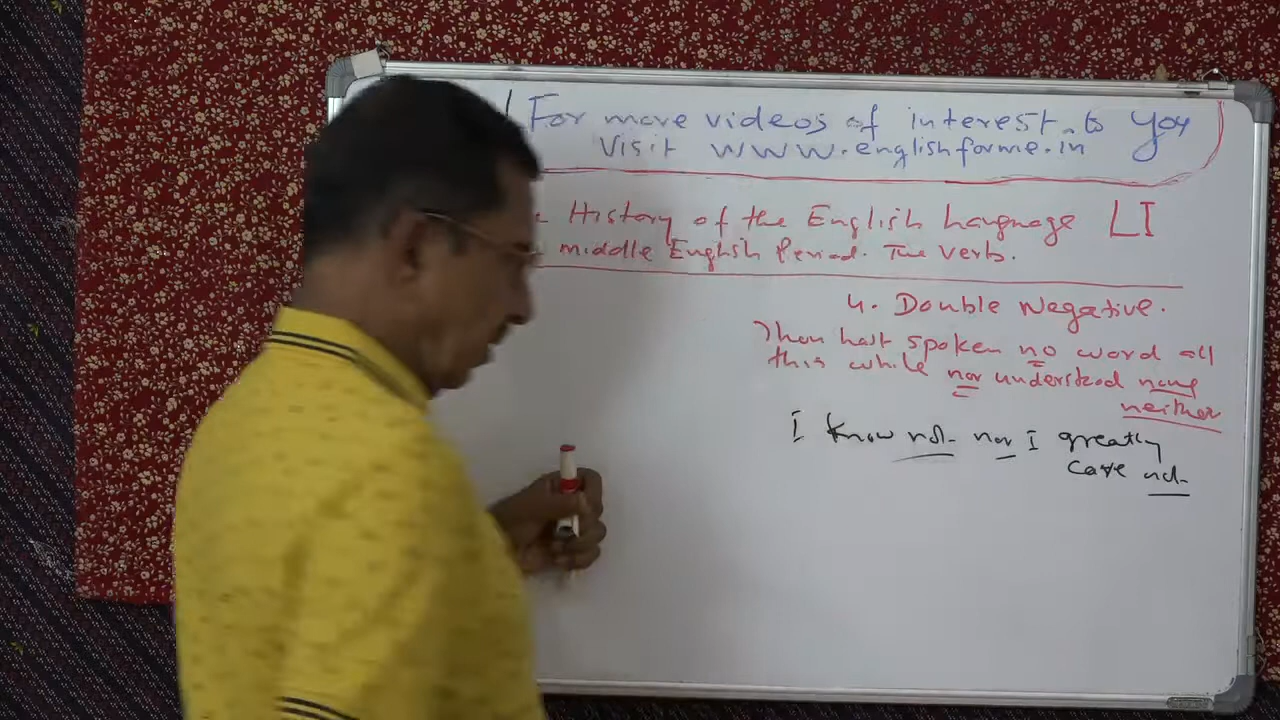 For more videos of interest to you
Visit www.englishforme.in
History of the English Language LI
middle English Period. The Verb.
4. Double Negative.
Thou hast spoken no word all
this while nor understood none
neither
I know not nor I greatly
care not